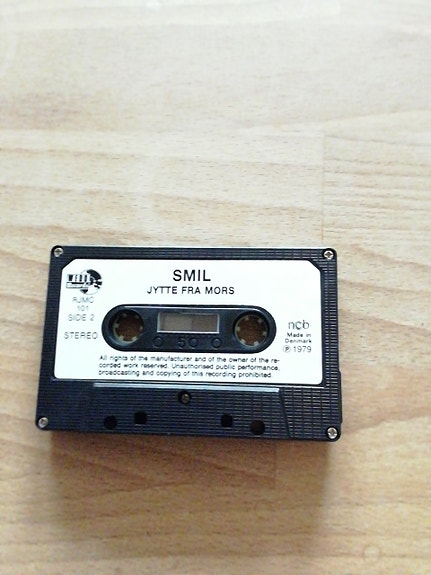 SMIL
JYTTE FRA MORS
RJMC
101
SIDE 2
STEREO
50
ncb
Made in
Denmark
Ⓟ 1979
All rights of the manufacturer and of the owner of the re-
corded work reserved. Unauthorised public performance,
broadcasting and copying of this recording prohibited.